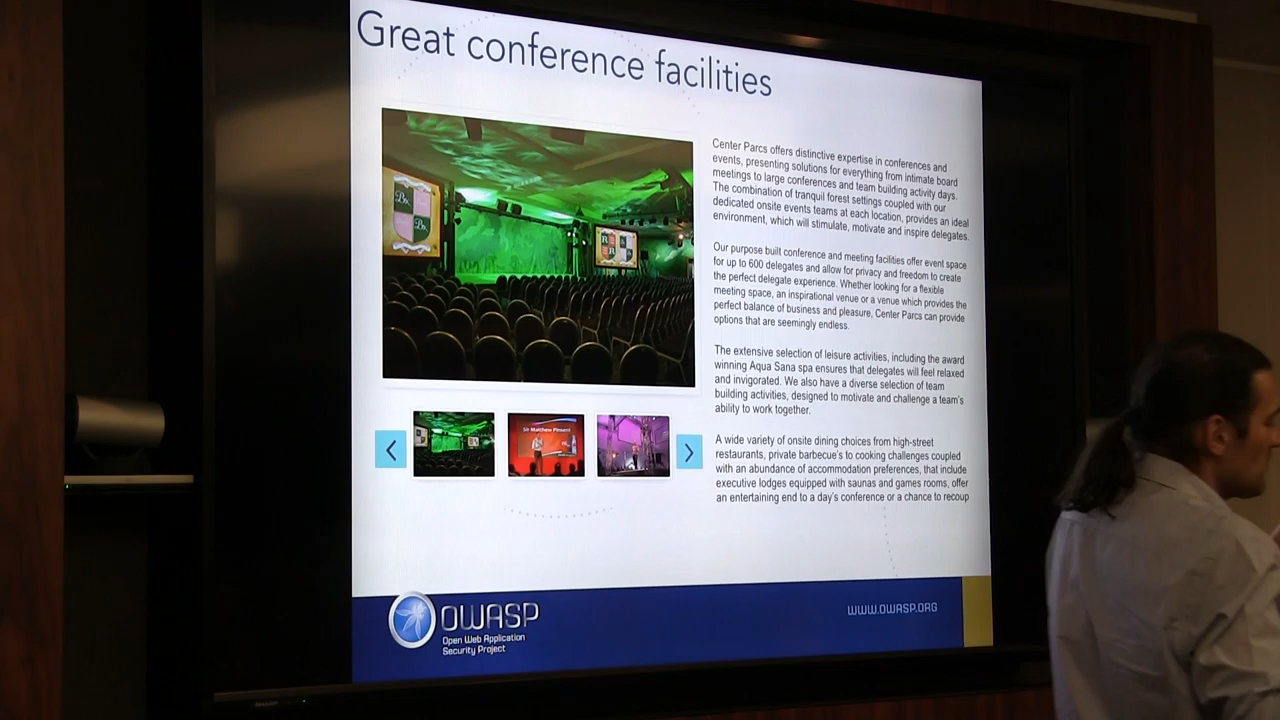 Great conference facilities
Center Parcs offers distinctive expertise in conferences and
events, presenting solutions for everything from intimate board
meetings to large conferences and team building activity days.
The combination of tranquil forest settings coupled with our
dedicated onsite events teams at each location, provides an ideal
environment, which will stimulate, motivate and inspire delegates.
Our purpose built conference and meeting facilities offer event space
for up to 600 delegates and allow for privacy and freedom to create
the perfect delegate experience. Whether looking for a flexible
meeting space, an inspirational venue or a venue which provides the
perfect balance of business and pleasure, Center Parcs can provide
options that are seemingly endless.
The extensive selection of leisure activities, including the award
winning Aqua Sana spa ensures that delegates will feel relaxed
and invigorated. We also have a diverse selection of team
building activities, designed to motivate and challenge a team's
ability to work together.
A wide variety of onsite dining choices from high-street
restaurants, private barbecue's to cooking challenges coupled
with an abundance of accommodation preferences, that include
executive lodges equipped with saunas and games rooms, offer
an entertaining end to a day's conference or a chance to recoup
Sir Matthew Pinsent
OWASP
Open Web Application
Security Project
WWW.OWASP.ORG